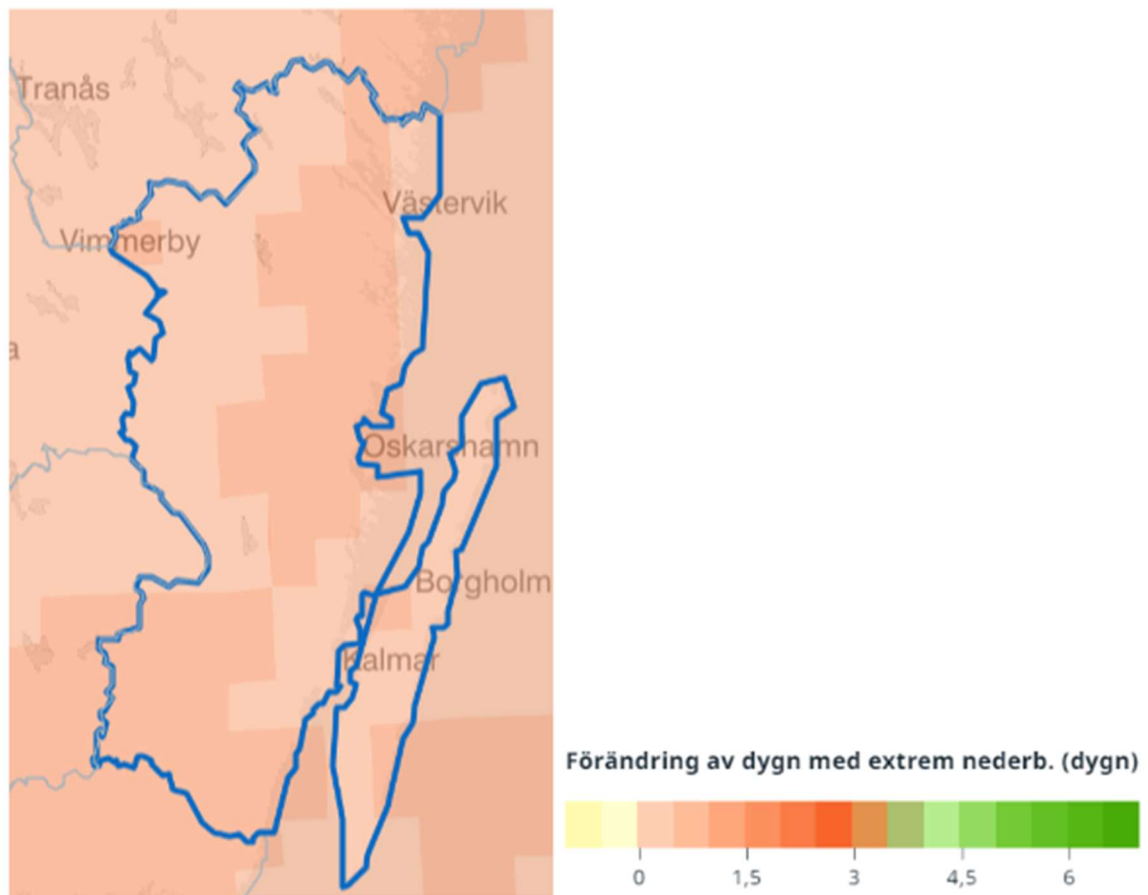 Tranås
Västervik
Vimmerby
a
Oskarshamn
Borgholm
Kalmar
Förändring av dygn med extrem nederb. (dygn)
0 1,5 3 4,5 6